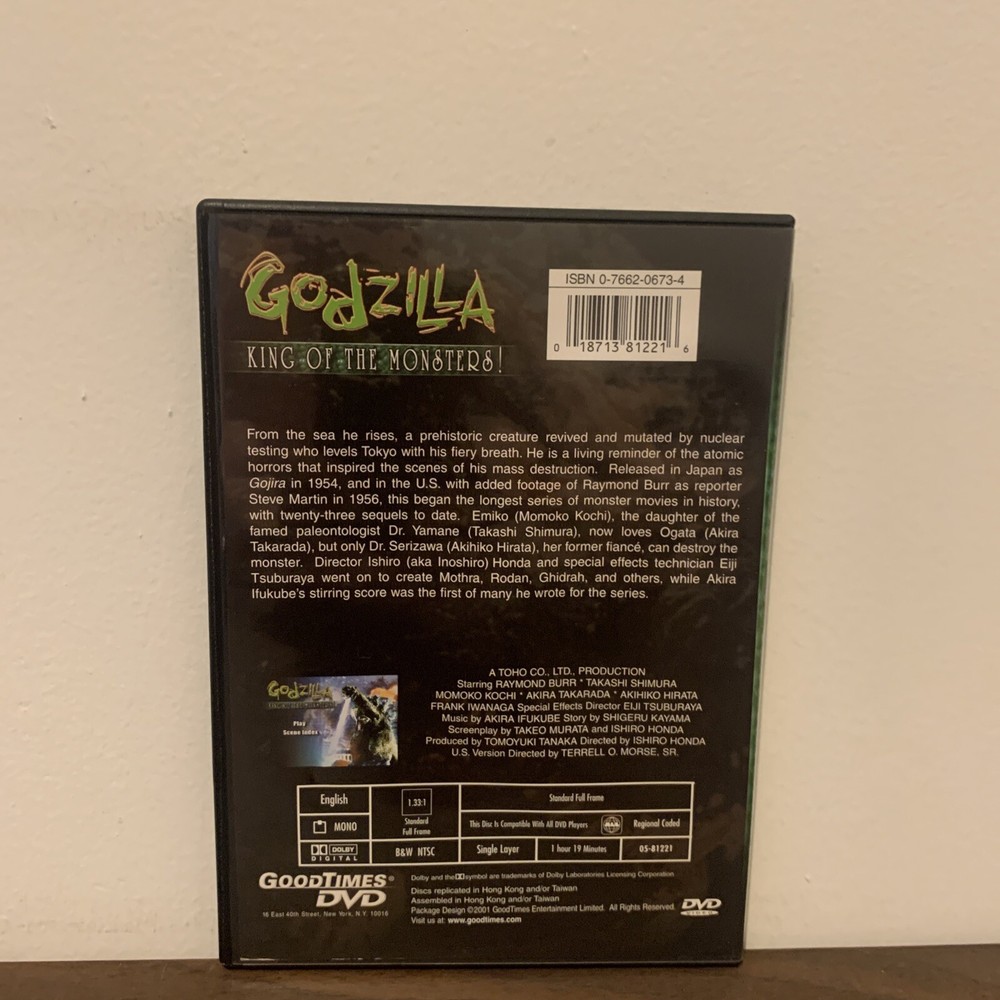 GODZILLA
KING OF THE MONSTERS!
ISBN 0-7662-0673-4
0 18713 81221 6
From the sea he rises, a prehistoric creature revived and mutated by nuclear
testing who levels Tokyo with his fiery breath. He is a living reminder of the atomic
horrors that inspired the scenes of his mass destruction. Released in Japan as
Gojira in 1954, and in the U.S. with added footage of Raymond Burr as reporter
Steve Martin in 1956, this began the longest series of monster movies in history,
with twenty-three sequels to date. Emiko (Momoko Kochi), the daughter of the
famed paleontologist Dr. Yamane (Takashi Shimura), now loves Ogata (Akira
Takarada), but only Dr. Serizawa (Akihiko Hirata), her former fiancé, can destroy the
monster. Director Ishiro (aka Inoshiro) Honda and special effects technician Eiji
Tsuburaya went on to create Mothra, Rodan, Ghidrah, and others, while Akira
Ifukube's stirring score was the first of many he wrote for the series.
GODZILLA
Play
Scene Index
A TOHO CO., LTD., PRODUCTION
Starring RAYMOND BURR * TAKASHI SHIMURA
MOMOKO KOCHI * AKIRA TAKARADA * AKIHIKO HIRATA
FRANK IWANAGA Special Effects Director EIJI TSUBURAYA
Music by AKIRA IFUKUBE Story by SHIGERU KAYAMA
Screenplay by TAKEO MURATA and ISHIRO HONDA
Produced by TOMOYUKI TANAKA Directed by ISHIRO HONDA
U.S. Version Directed by TERRELL O. MORSE, SR.
English
MONO
DOLBY
DIGITAL
1.33:1
Standard
Full Frame
B&W NTSC
Standard Full Frame
This Disc Is Compatible With All DVD Players
Regional Coded
Single Layer
1 hour 19 Minutes
05-81221
GOODTIMES®
DVD
16 East 40th Street, New York, N.Y. 10016
Dolby and the symbol are trademarks of Dolby Laboratories Licensing Corporation
Discs replicated in Hong Kong and/or Taiwan
Assembled in Hong Kong and/or Taiwan
Package Design ©2001 GoodTimes Entertainment Limited. All Rights Reserved.
Visit us at: www.goodtimes.com
DVD
VIDEO